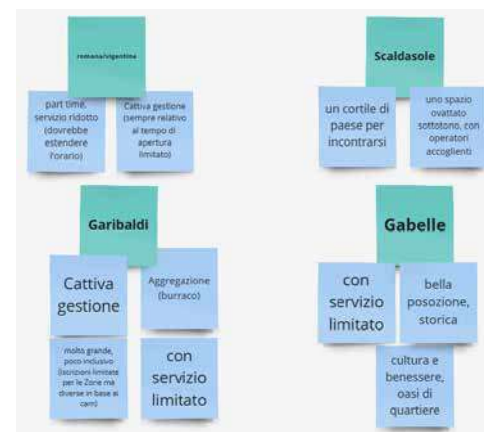 romana/vigentina
part time,
servizio ridotto
(dovrebbe
estendere
l'orario)
Cattiva gestione
(sempre relativo
al tempo di
apertura
limitato)
Scaldasole
un cortile di
paese per
incontrarsi
uno spazio
ovattato
sottotono, con
operatori
accoglienti
Garibaldi
Cattiva
gestione
Aggregazione
(burraco)
molto grande,
poco inclusivo
(iscrizioni limitate
per le Zone ma
diverse in base ai
con
servizio
limitato
Gabelle
con
servizio
limitato
bella
posozione,
storica
cultura e
benessere,
oasi di
quartiere